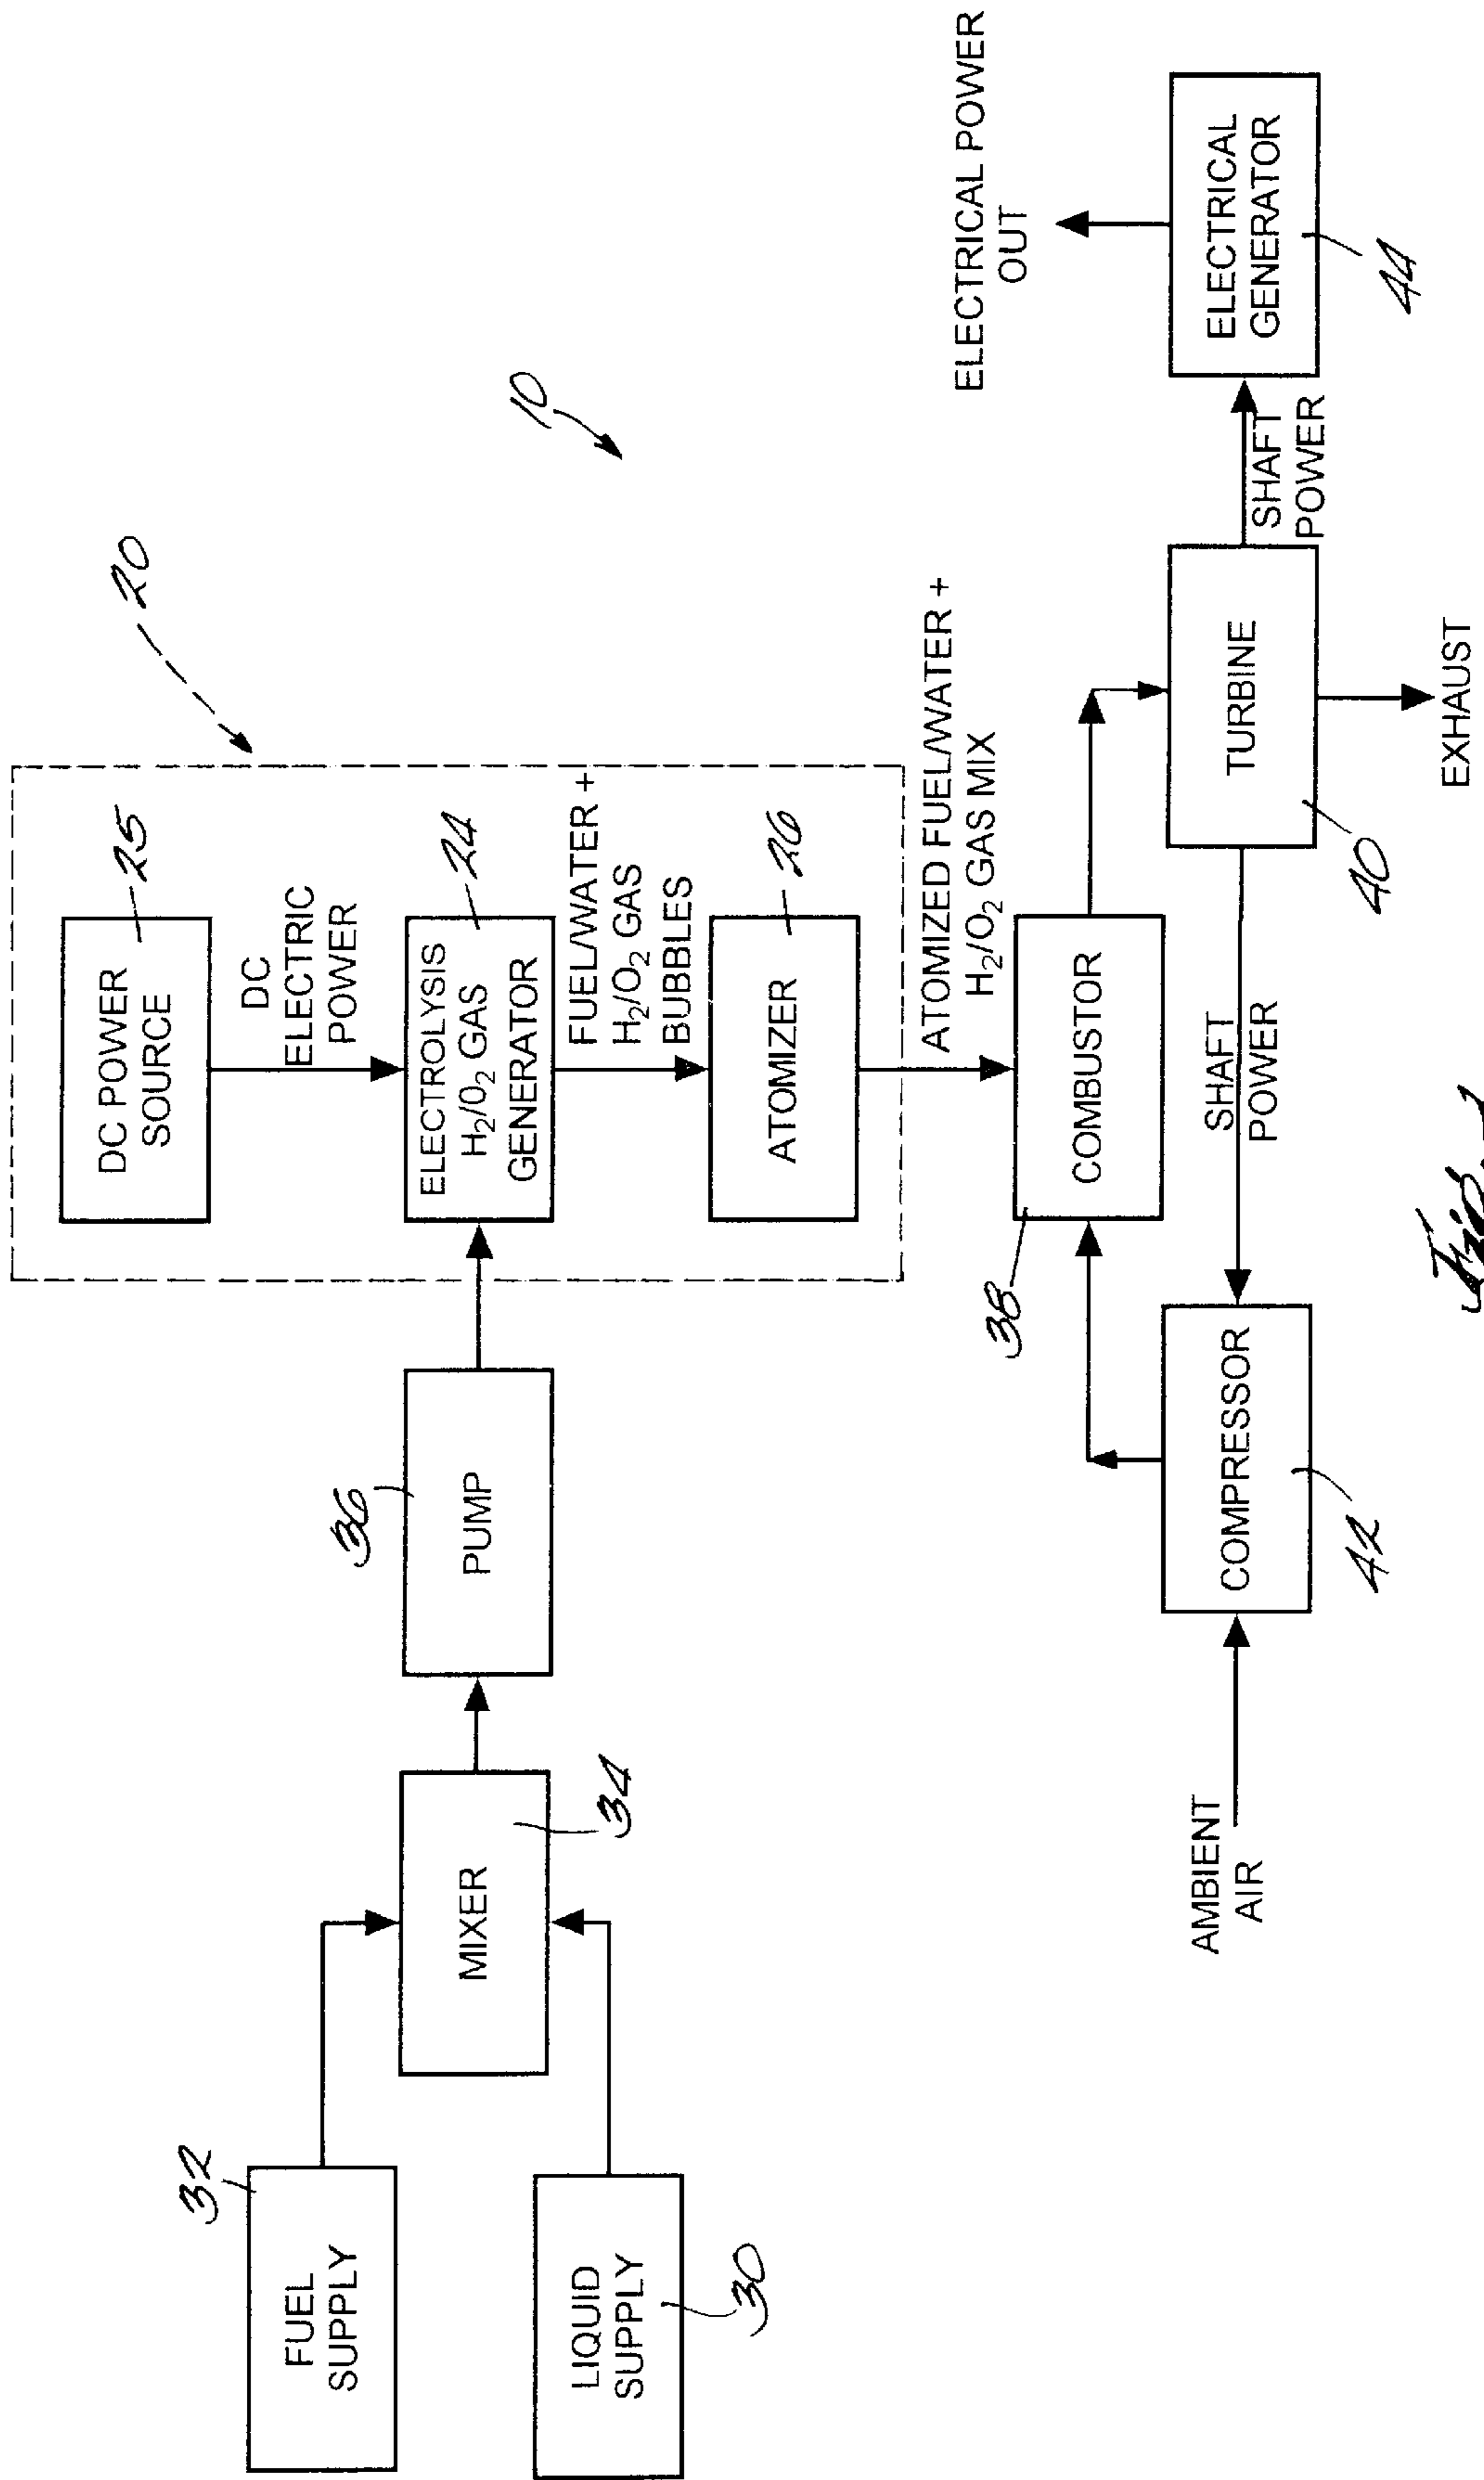 20
25
DC POWER
SOURCE
DC
ELECTRIC
POWER
24
ELECTROLYSIS
H₂/O₂ GAS
GENERATOR
FUEL/WATER +
H₂/O₂ GAS
BUBBLES
26
ATOMIZER
10
36
PUMP
34
MIXER
32
FUEL
SUPPLY
30
LIQUID
SUPPLY
ATOMIZED FUEL/WATER +
H₂/O₂ GAS MIX
38
COMBUSTOR
ELECTRICAL POWER
OUT
ELECTRICAL
GENERATOR
44
SHAFT
POWER
TURBINE
40
EXHAUST
SHAFT
POWER
COMPRESSOR
42
AMBIENT
AIR
Fig. 1